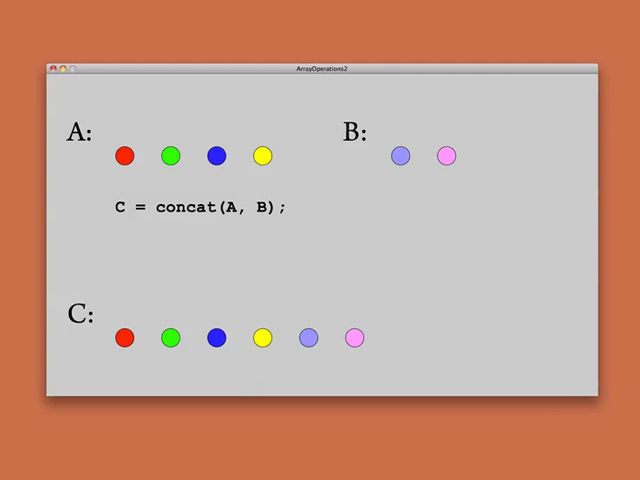 ArrayOperations2
A:
B:
C = concat(A, B);
C: